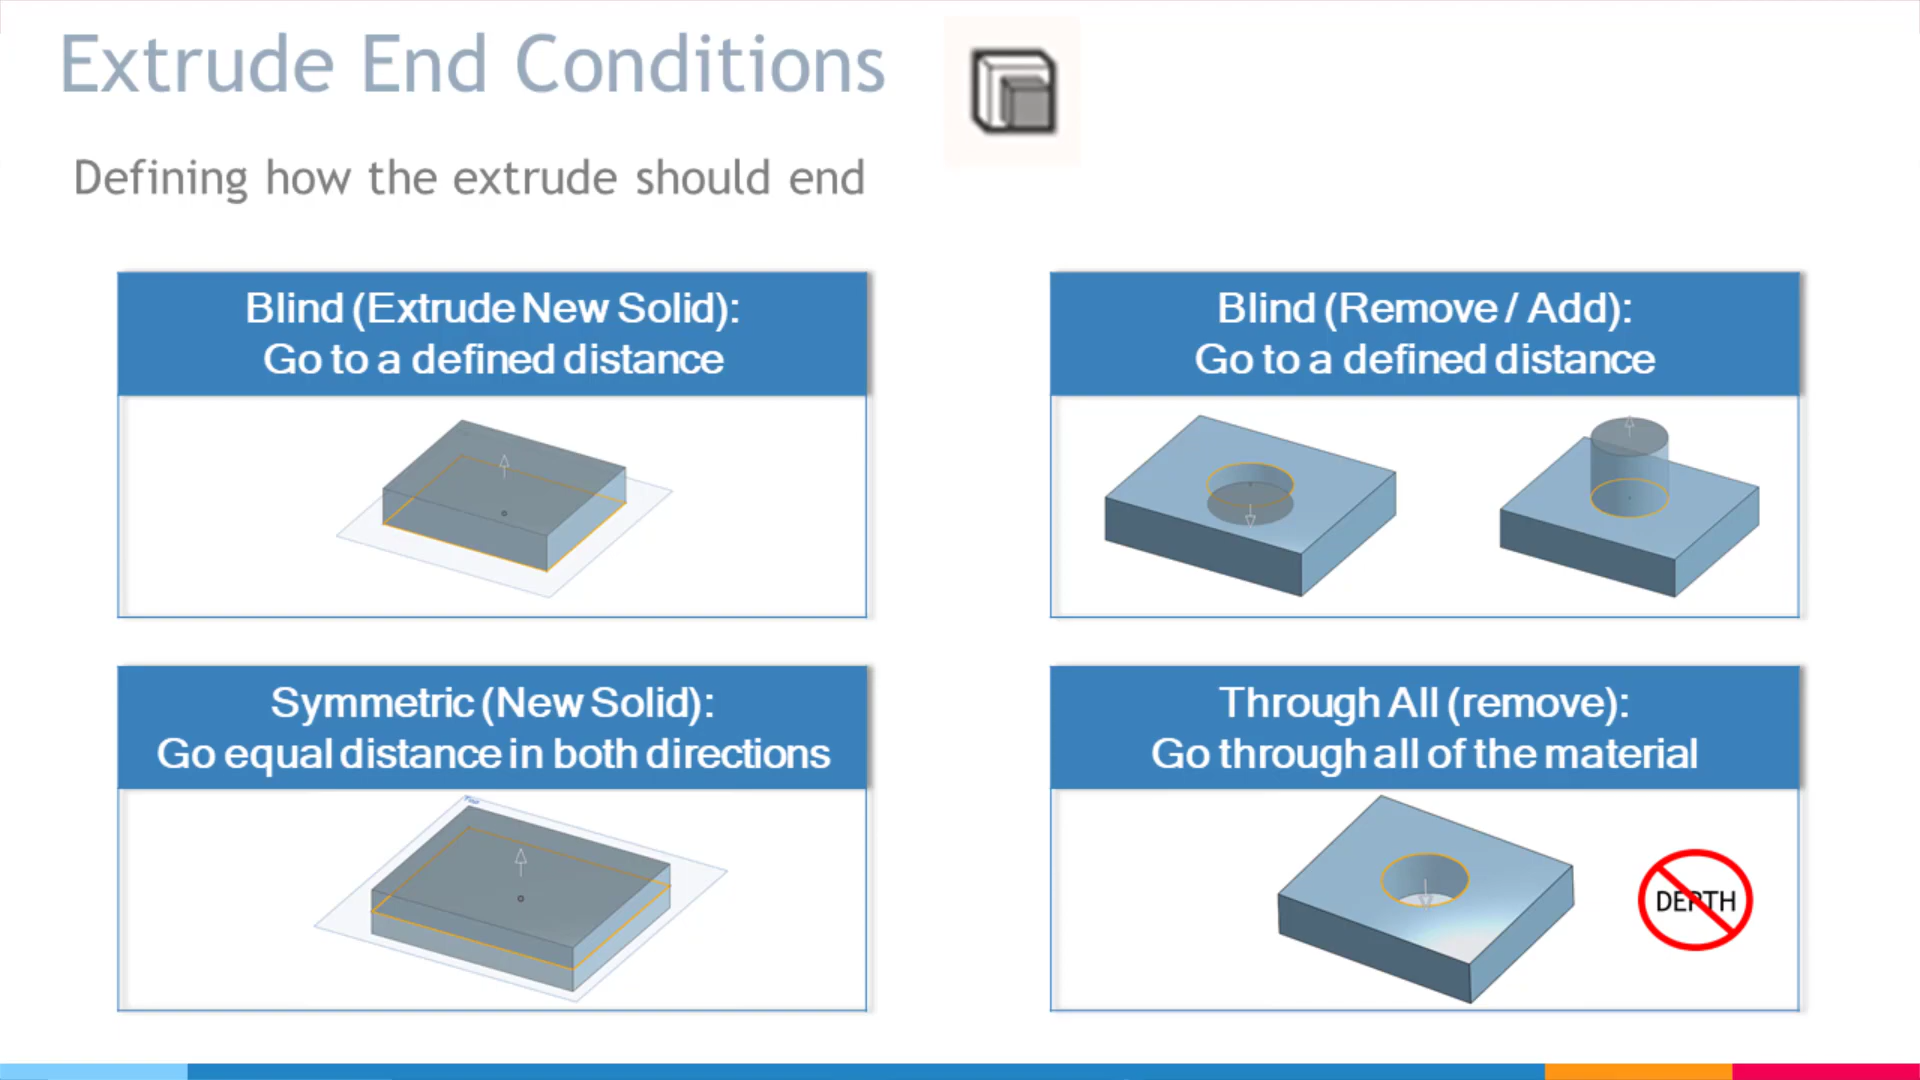 Extrude End Conditions
Defining how the extrude should end
Blind (Extrude New Solid):
Go to a defined distance
Blind (Remove / Add):
Go to a defined distance
Symmetric (New Solid):
Go equal distance in both directions
Top
Through All (remove):
Go through all of the material
DEPTH